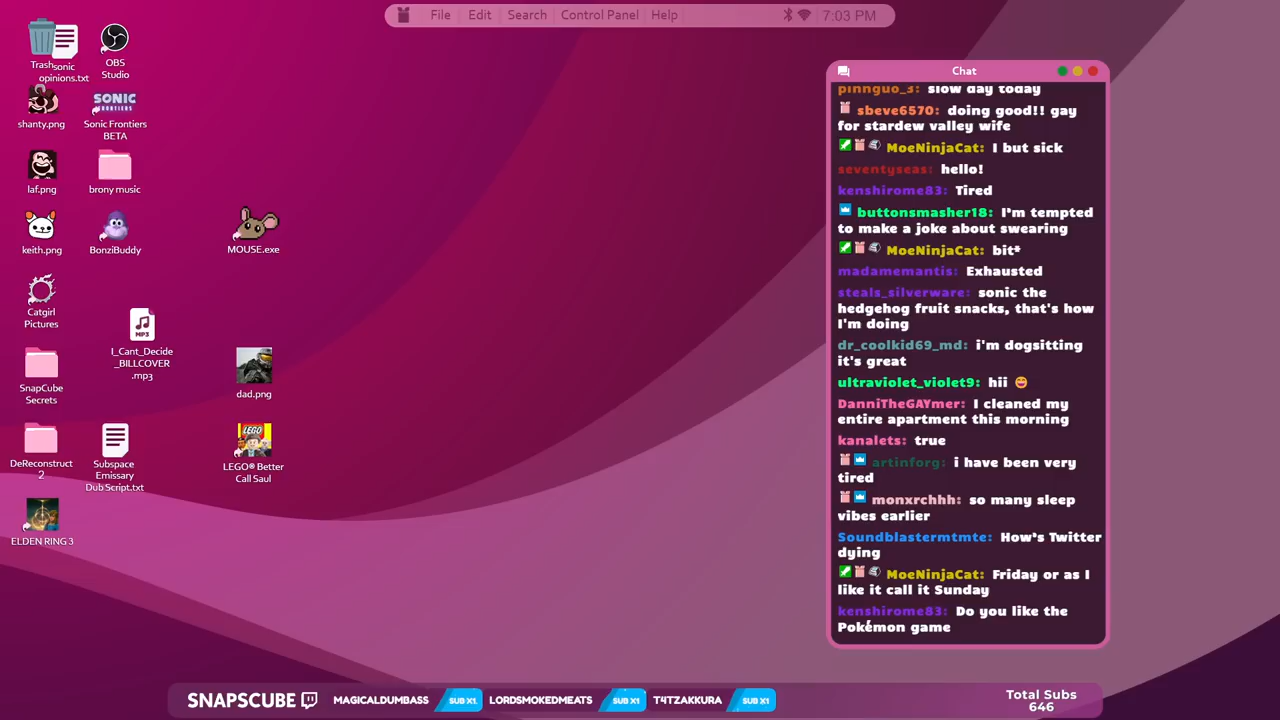 File Edit Search Control Panel Help 7:03 PM
Trash
sonic
opinions.txt
OBS
Studio
shanty.png
SONIC
FRONTIERS
Sonic Frontiers
BETA
laf.png
brony music
keith.png
BonziBuddy
MOUSE.exe
Catgirl
Pictures
MP3
I_Cant_Decide
_BILLCOVER
.mp3
SnapCube
Secrets
dad.png
DeReconstruct
2
Subspace
Emissary
Dub Script.txt
LEGO
LEGO® Better
Call Saul
ELDEN RING 3
Chat
pinnguo_3: slow day today
sbeve6570: doing good!! gay
for stardew valley wife
MoeNinjaCat: I but sick
seventyseas: hello!
kenshirome83: Tired
buttonsmasher18: I'm tempted
to make a joke about swearing
MoeNinjaCat: bit*
madamemantis: Exhausted
steals_silverware: sonic the
hedgehog fruit snacks, that's how
I'm doing
dr_coolkid69_md: i'm dogsitting
it's great
ultraviolet_violet9: hii
DanniTheGAYmer: I cleaned my
entire apartment this morning
kanalets: true
artinforg: i have been very
tired
monxrchhh: so many sleep
vibes earlier
Soundblastermtmte: How's Twitter
dying
MoeNinjaCat: Friday or as I
like it call it Sunday
kenshirome83: Do you like the
Pokémon game
SNAPSCUBE MAGICALDUMBASS SUB X1 LORDSMOKEDMEATS SUB X1 T4TZAKKURA SUB X1
Total Subs
646